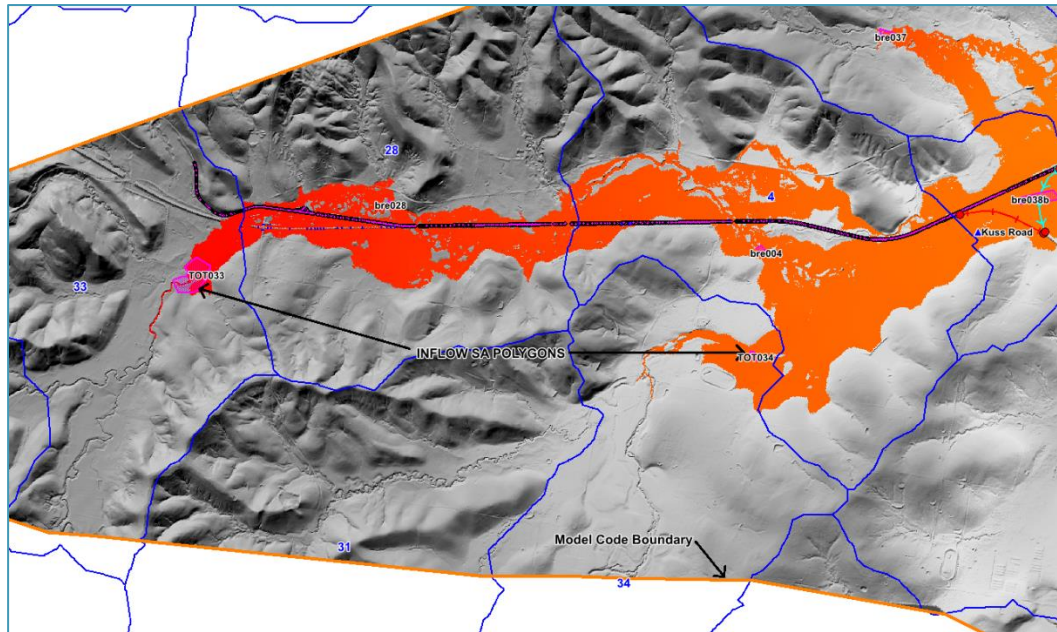 bre037
28
bre028
4
bre038b
Kuss Road
bre004
TOT033
33
INFLOW SA POLYGONS
TOT034
Model Code Boundary
31
34